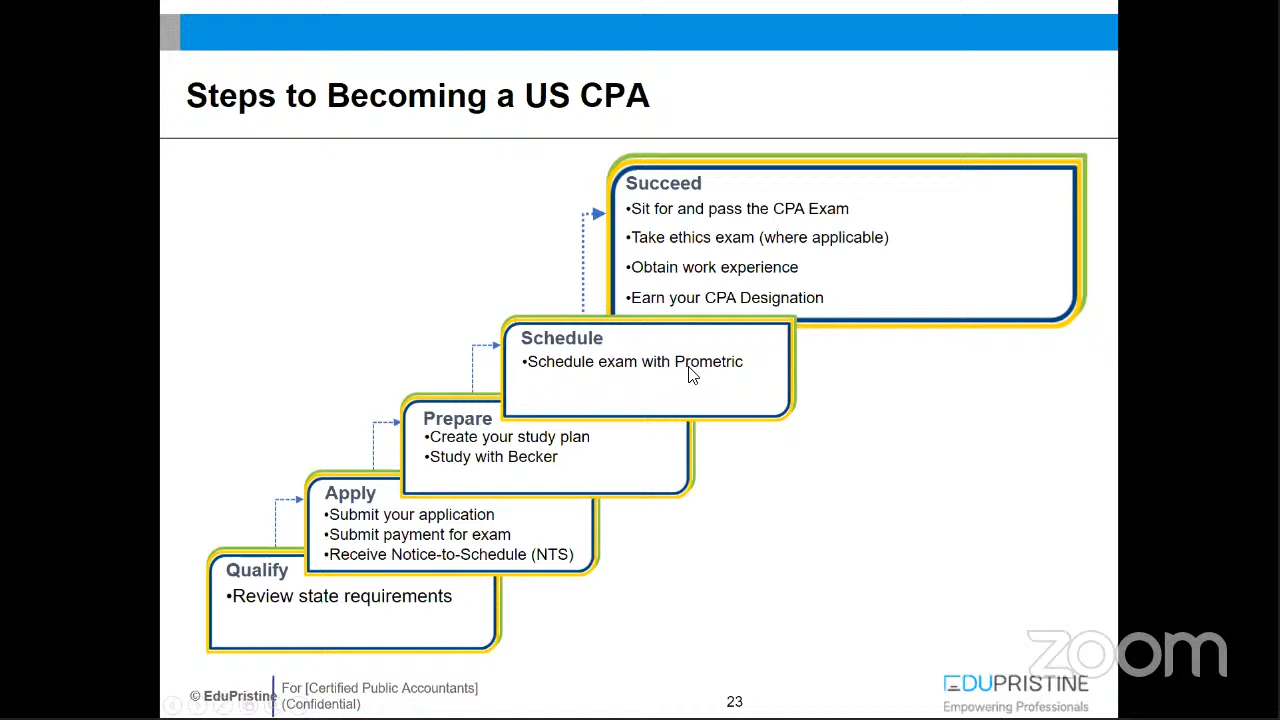 Steps to Becoming a US CPA
Succeed
•Sit for and pass the CPA Exam
•Take ethics exam (where applicable)
•Obtain work experience
•Earn your CPA Designation
Schedule
•Schedule exam with Prometric
Prepare
•Create your study plan
•Study with Becker
Apply
•Submit your application
•Submit payment for exam
•Receive Notice-to-Schedule (NTS)
Qualify
•Review state requirements
© EduPristine
For [Certified Public Accountants]
(Confidential)
23
zoom
EDUPRISTINE
Empowering Professionals